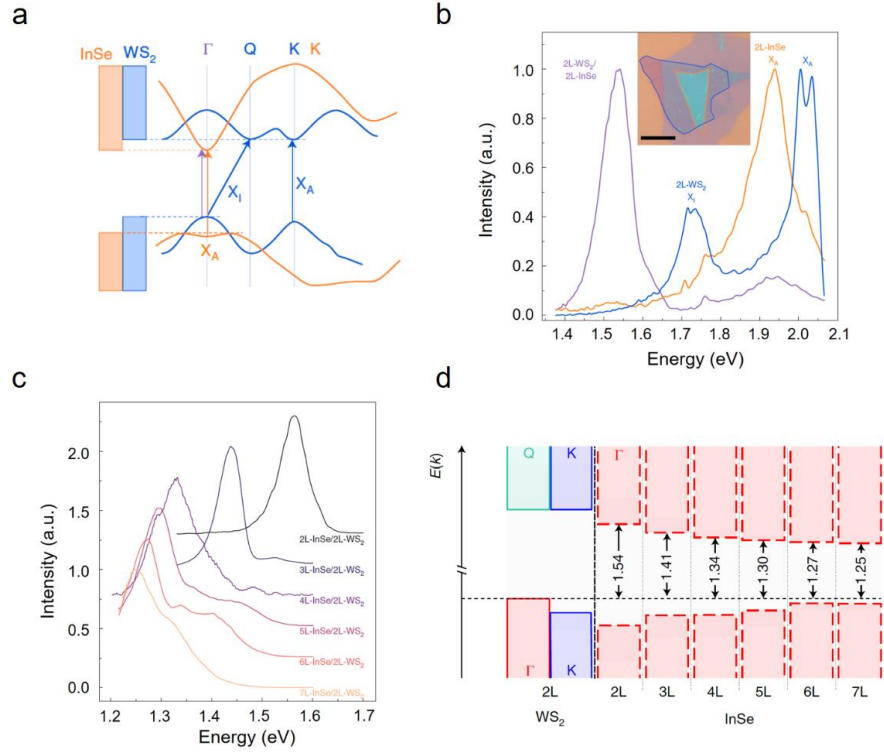 a
InSe WS2
Γ Q K K
XI
XA
XA
b
Intensity (a.u.)
1.0
0.8
0.6
0.4
0.2
0.0
2L-WS2/
2L-InSe
2L-InSe
XA
XA
2L-WS2
XI
1.4 1.5 1.6 1.7 1.8 1.9 2.0 2.1
Energy (eV)
c
Intensity (a.u.)
2.0
1.5
1.0
0.5
0.0
2L-InSe/2L-WS2
3L-InSe/2L-WS2
4L-InSe/2L-WS2
5L-InSe/2L-WS2
6L-InSe/2L-WS2
7L-InSe/2L-WS2
1.2 1.3 1.4 1.5 1.6 1.7
Energy (eV)
d
E(k)
Q K Γ
1.54 1.41 1.34 1.30 1.27 1.25
Γ K
2L 2L 3L 4L 5L 6L 7L
WS2 InSe